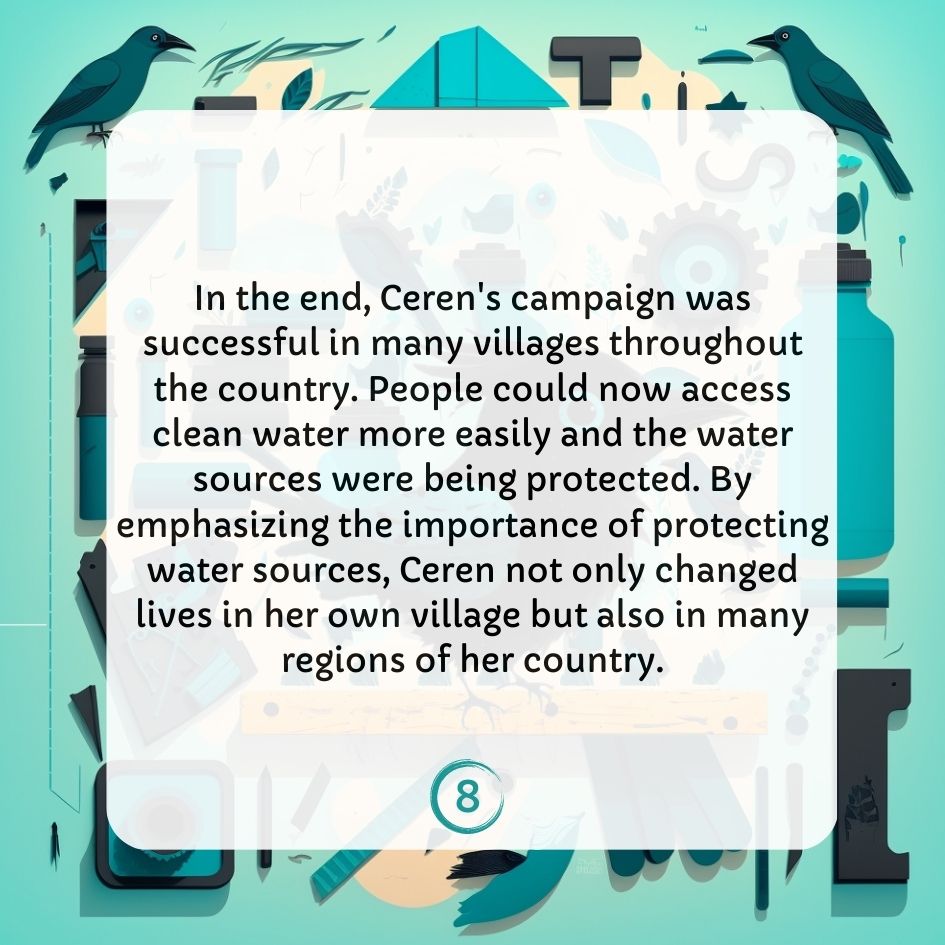 In the end, Ceren's campaign was
successful in many villages throughout
the country. People could now access
clean water more easily and the water
sources were being protected. By
emphasizing the importance of protecting
water sources, Ceren not only changed
lives in her own village but also in many
regions of her country.
8